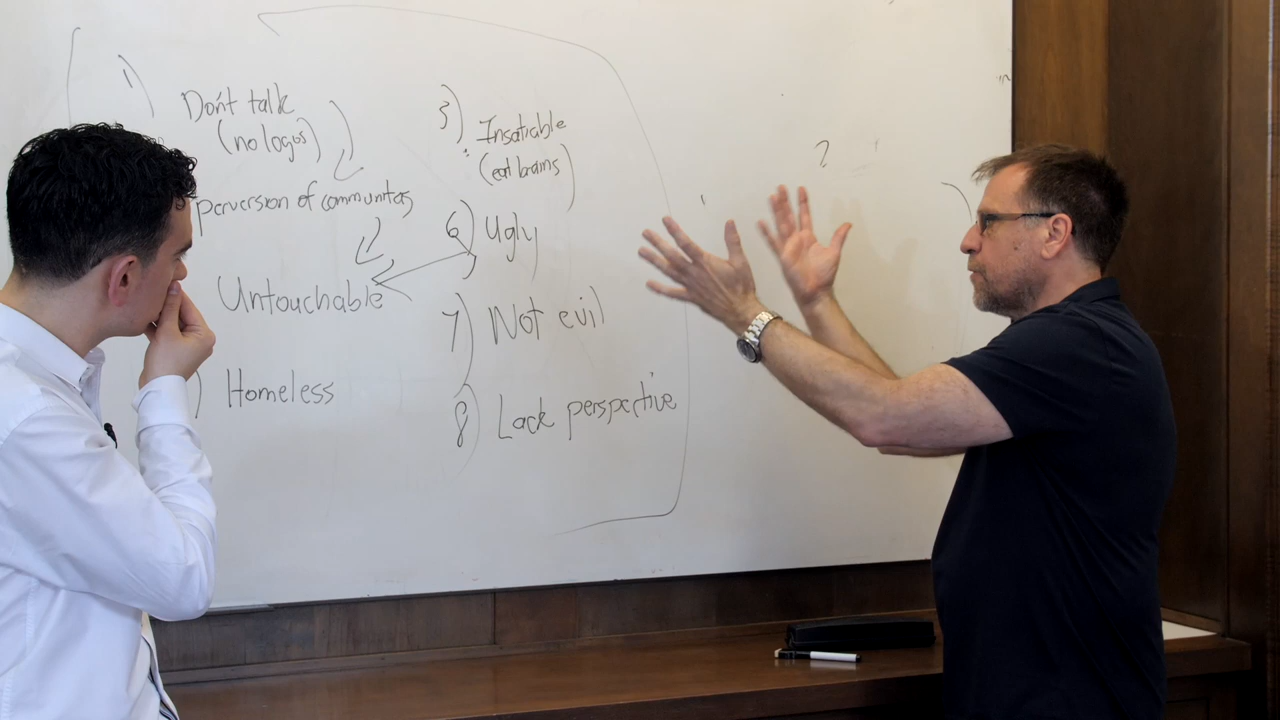 1)
Don't talk
(no logos)
perversion of communitas
Untouchable
) Homeless
5) Insatiable
(eat brains)
6) Ugly
7) Not evil
8) Lack perspective
?